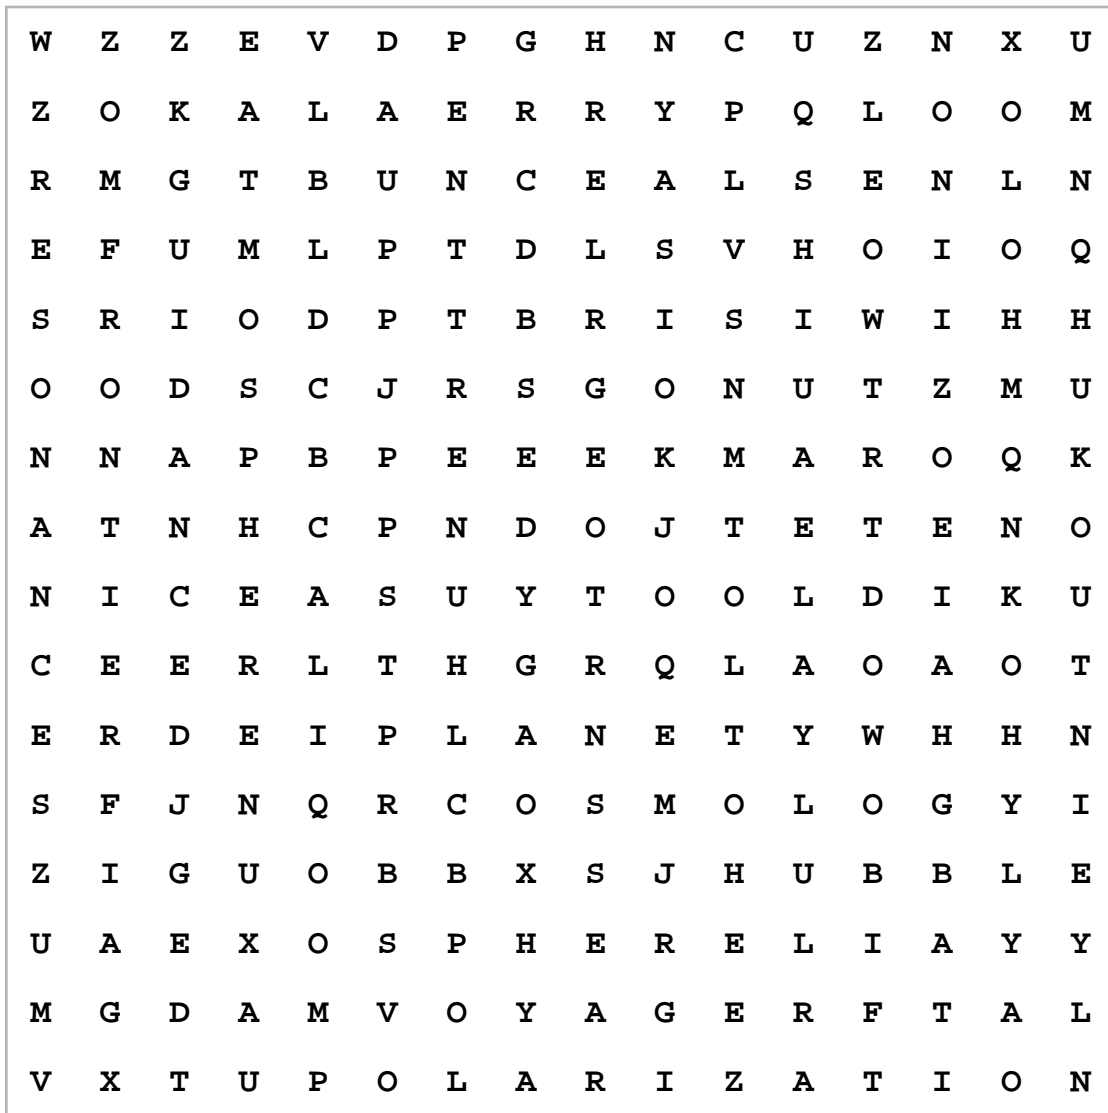 W Z Z E V D P G H N C U Z N X U
Z O K A L A E R R Y P Q L O O M
R M G T B U N C E A L S E N L N
E F U M L P T D L S V H O I O Q
S R I O D P T B R I S I W I H H
O O D S C J R S G O N U T Z M U
N N A P B P E E E K M A R O Q K
A T N H C P N D O J T E T E N O
N I C E A S U Y T O O L D I K U
C E E R L T H G R Q L A O A O T
E R D E I P L A N E T Y W H H N
S F J N Q R C O S M O L O G Y I
Z I G U O B B X S J H U B B L E
U A E X O S P H E R E L I A Y Y
M G D A M V O Y A G E R F T A L
V X T U P O L A R I Z A T I O N